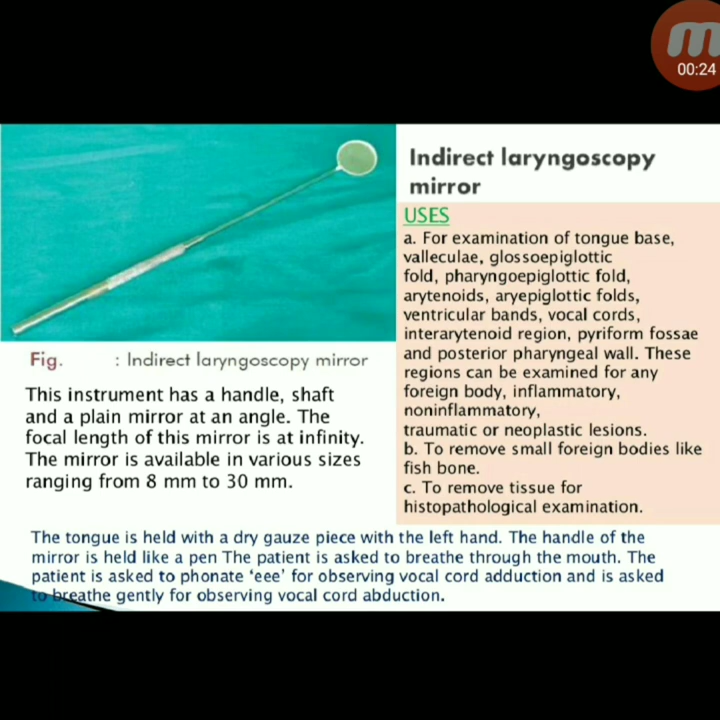 00:24
Indirect laryngoscopy
mirror
USES
a. For examination of tongue base,
valleculae, glossoepiglottic
fold, pharyngoepiglottic fold,
arytenoids, aryepiglottic folds,
ventricular bands, vocal cords,
interarytenoid region, pyriform fossae
and posterior pharyngeal wall. These
regions can be examined for any
foreign body, inflammatory,
noninflammatory,
traumatic or neoplastic lesions.
b. To remove small foreign bodies like
fish bone.
c. To remove tissue for
histopathological examination.
Fig. : Indirect laryngoscopy mirror
This instrument has a handle, shaft
and a plain mirror at an angle. The
focal length of this mirror is at infinity.
The mirror is available in various sizes
ranging from 8 mm to 30 mm.
The tongue is held with a dry gauze piece with the left hand. The handle of the
mirror is held like a pen The patient is asked to breathe through the mouth. The
patient is asked to phonate ‘eee’ for observing vocal cord adduction and is asked
to breathe gently for observing vocal cord abduction.